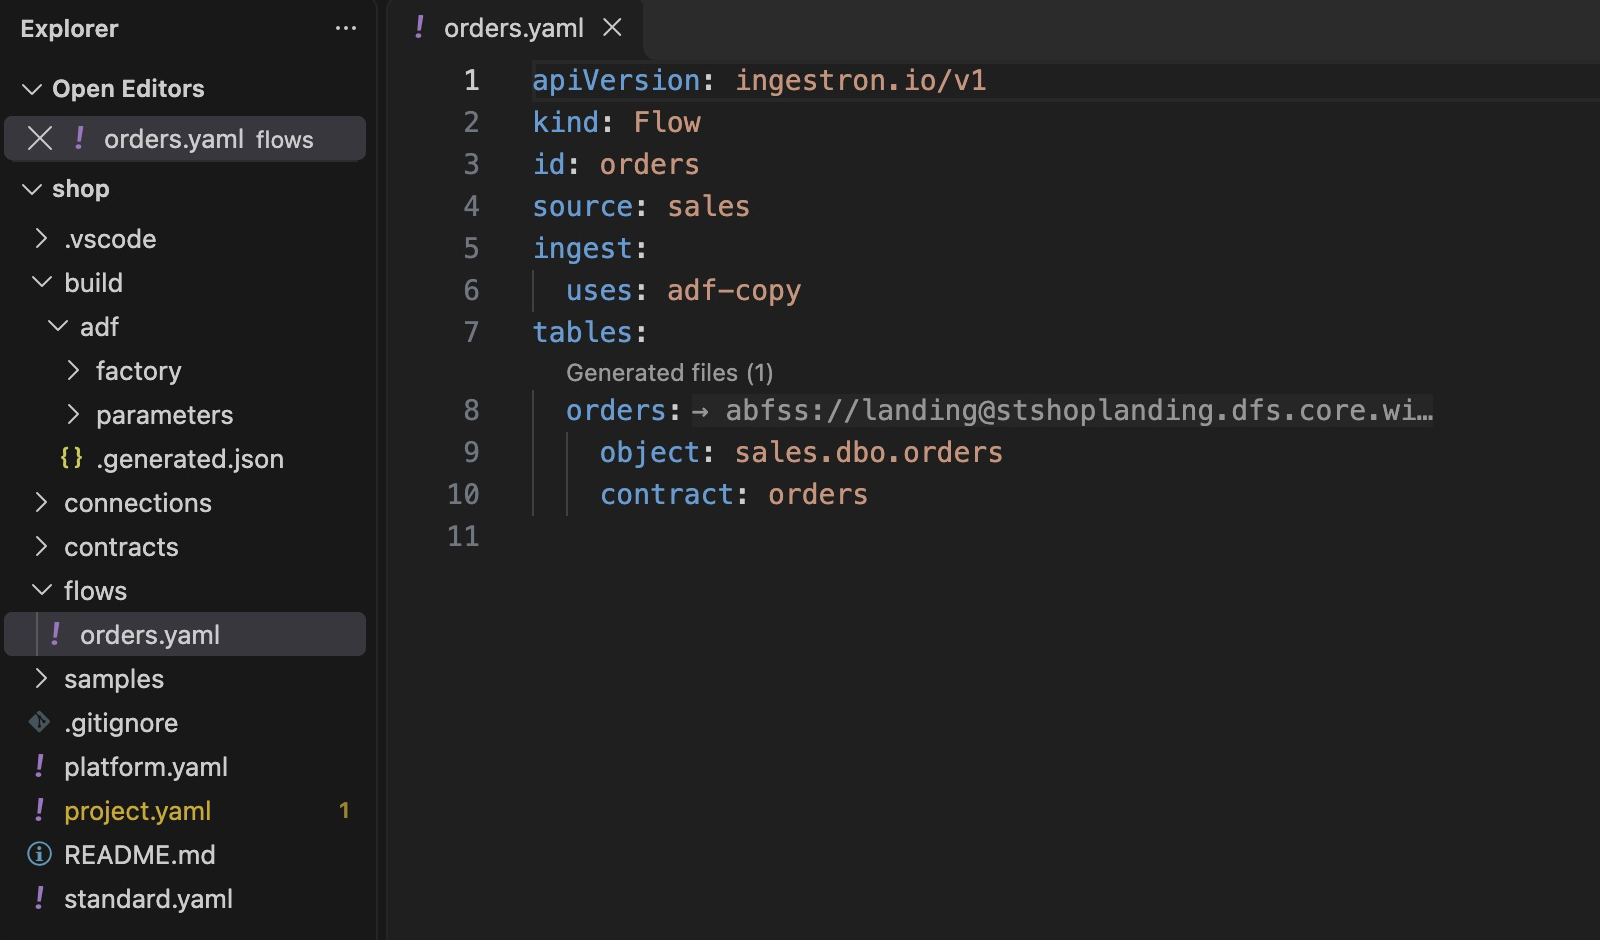 Explorer
Open Editors
orders.yaml flows
shop
.vscode
build
adf
factory
parameters
{} .generated.json
connections
contracts
flows
! orders.yaml
samples
.gitignore
! platform.yaml
! project.yaml 1
README.md
! standard.yaml
! orders.yaml
1 apiVersion: ingestron.io/v1
2 kind: Flow
3 id: orders
4 source: sales
5 ingest:
6 uses: adf-copy
7 tables:
Generated files (1)
8 orders: → abfss://landing@stshoplanding.dfs.core.wi…
9 object: sales.dbo.orders
10 contract: orders
11